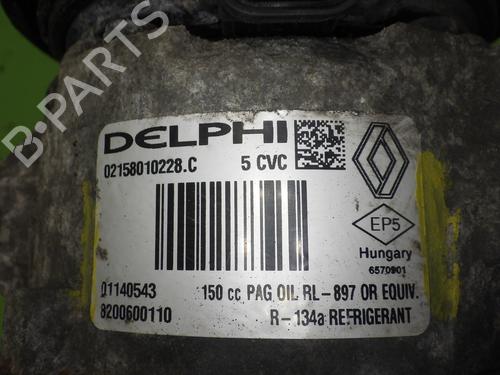 B-PARTS
DELPHI
02158010228.C 5 CVC
EP5
Hungary
6570901
01140543 150 cc PAG OIL RL-897 OR EQUIV.
8200600110 R-134a REFRIGERANT